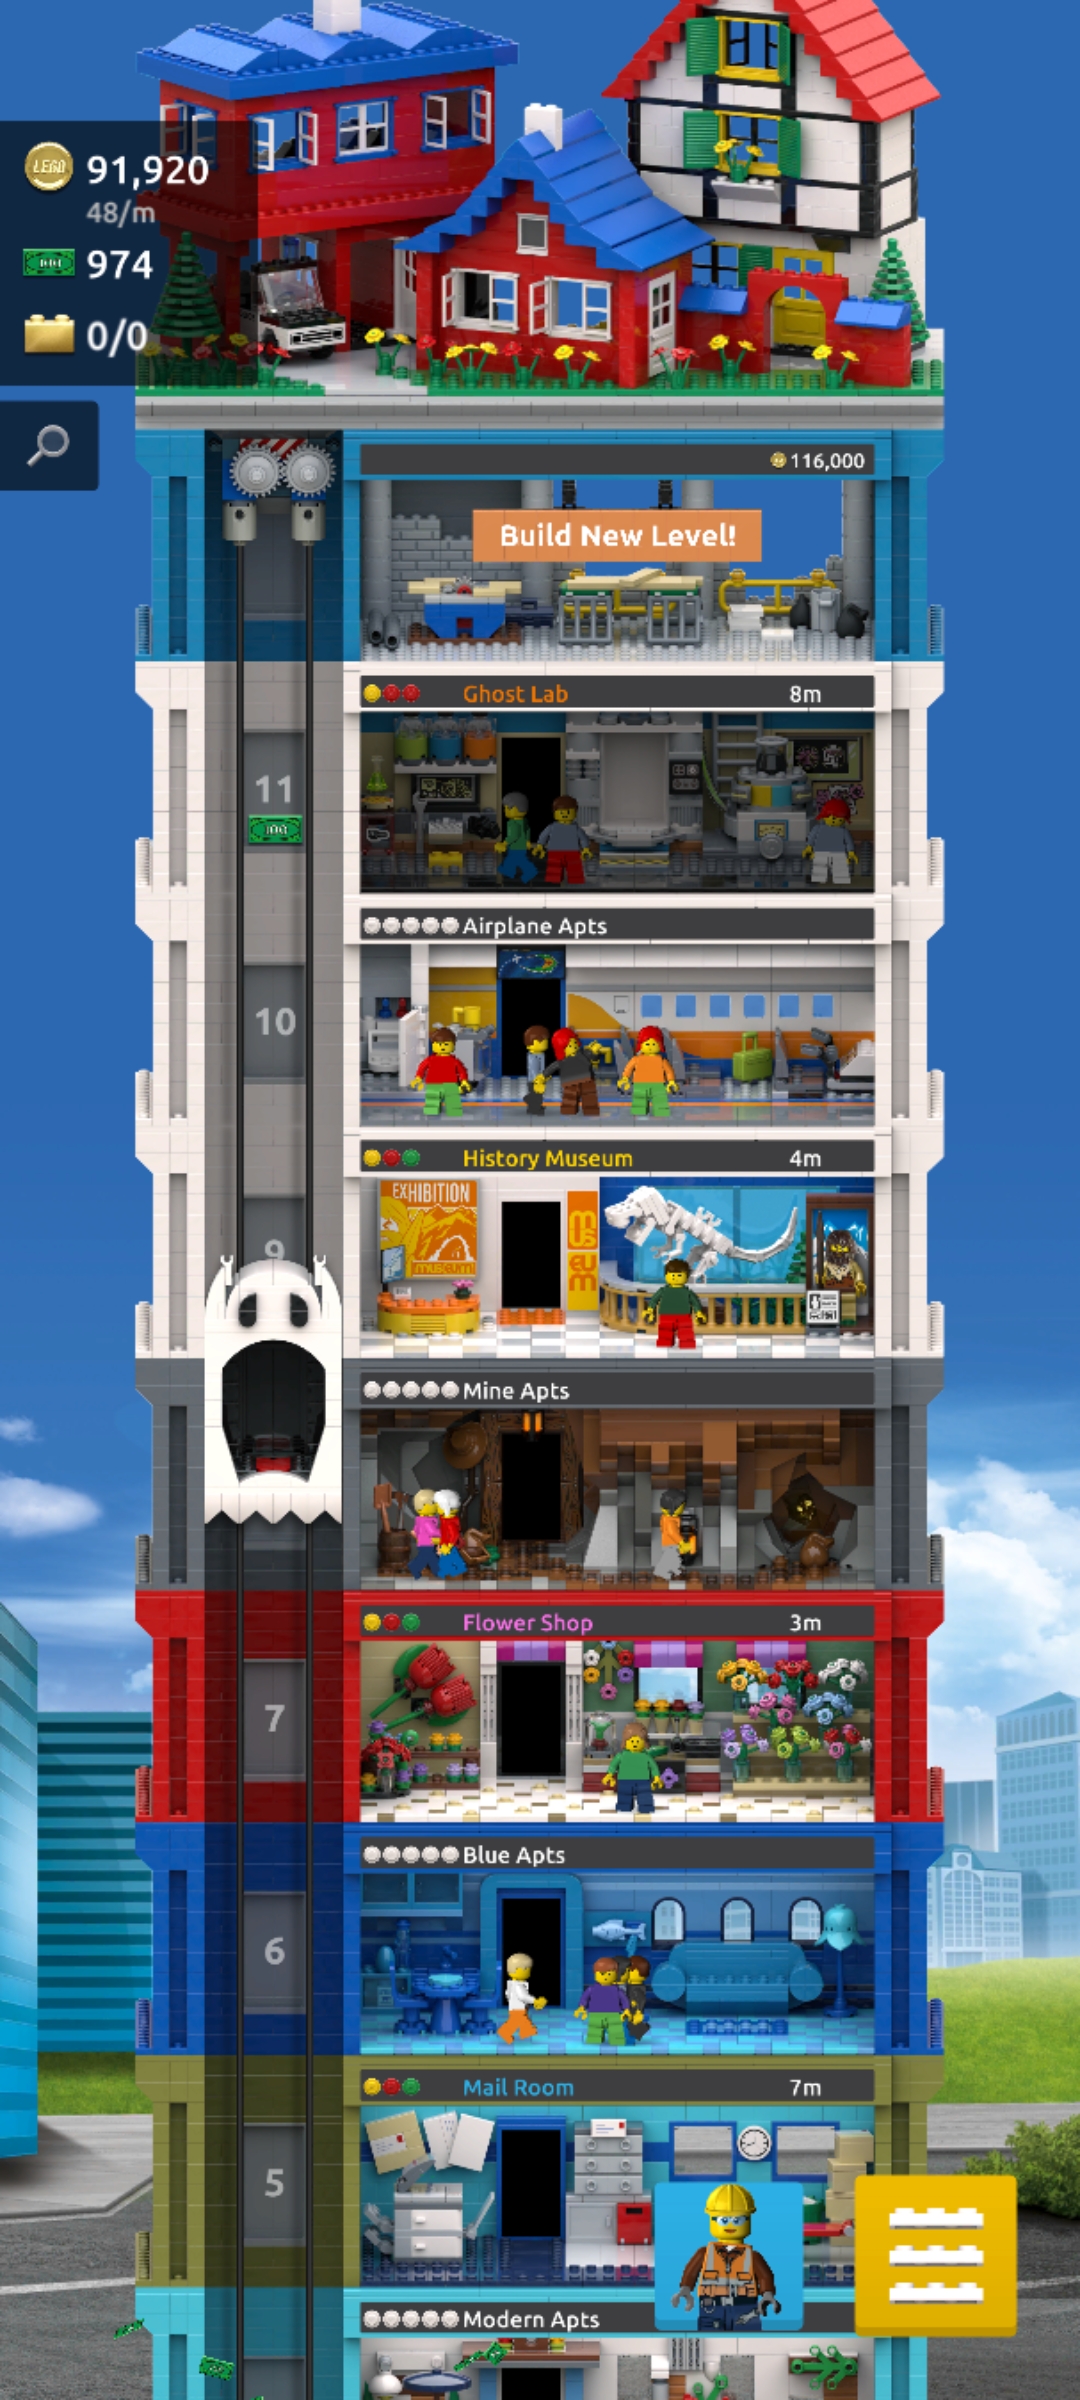 LEGO
91,920
48/m
974
0/0
116,000
Build New Level!
Ghost Lab 8m
11
100
Airplane Apts
10
History Museum 4m
EXHIBITION
museum
MUSEUM
9
Mine Apts
Flower Shop 3m
7
Blue Apts
6
Mail Room 7m
5
Modern Apts